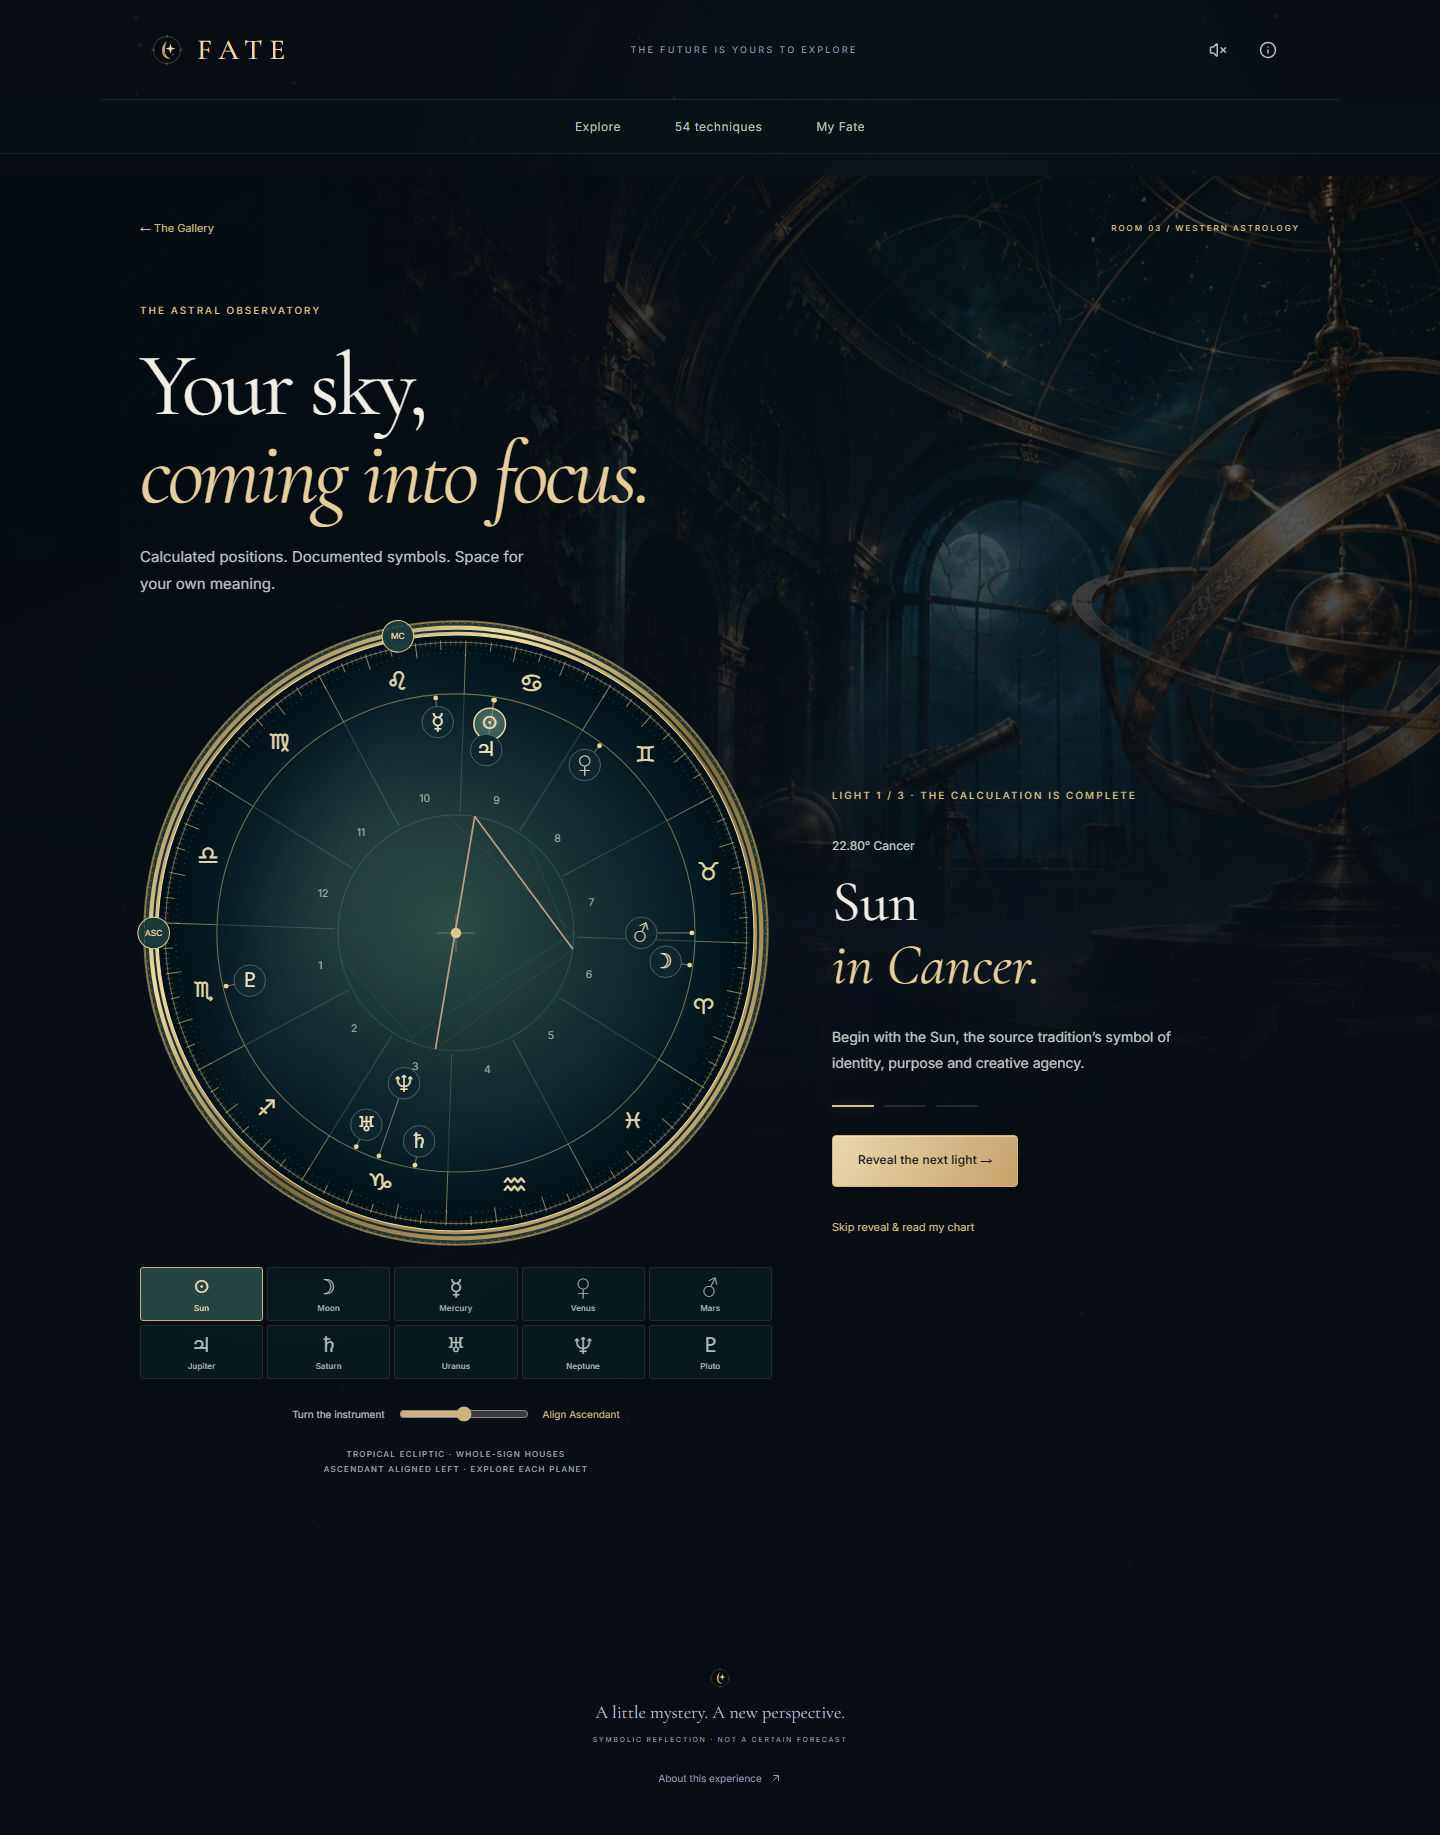 FATE
THE FUTURE IS YOURS TO EXPLORE
Explore
54 techniques
My Fate
← The Gallery
ROOM 03 / WESTERN ASTROLOGY
THE ASTRAL OBSERVATORY
Your sky,
coming into focus.
Calculated positions. Documented symbols. Space for
your own meaning.
MC
♌ ♋
☿ ☉
♃
♍ ♊
♀
10 9
11 8
♎ ♉
12 7
ASC
♂
☽
1 6
♏ ♇
♈
2 5
3 4
♆
♐ ♓
♅ ♄
♑ ♒
LIGHT 1 / 3 · THE CALCULATION IS COMPLETE
22.80° Cancer
Sun
in Cancer.
Begin with the Sun, the source tradition’s symbol of
identity, purpose and creative agency.
Reveal the next light →
Skip reveal & read my chart
☉ ☽ ☿ ♀ ♂
Sun Moon Mercury Venus Mars
♃ ♄ ♅ ♆ ♇
Jupiter Saturn Uranus Neptune Pluto
Turn the instrument
Align Ascendant
TROPICAL ECLIPTIC · WHOLE-SIGN HOUSES
ASCENDANT ALIGNED LEFT · EXPLORE EACH PLANET
A little mystery. A new perspective.
SYMBOLIC REFLECTION · NOT A CERTAIN FORECAST
About this experience ↗